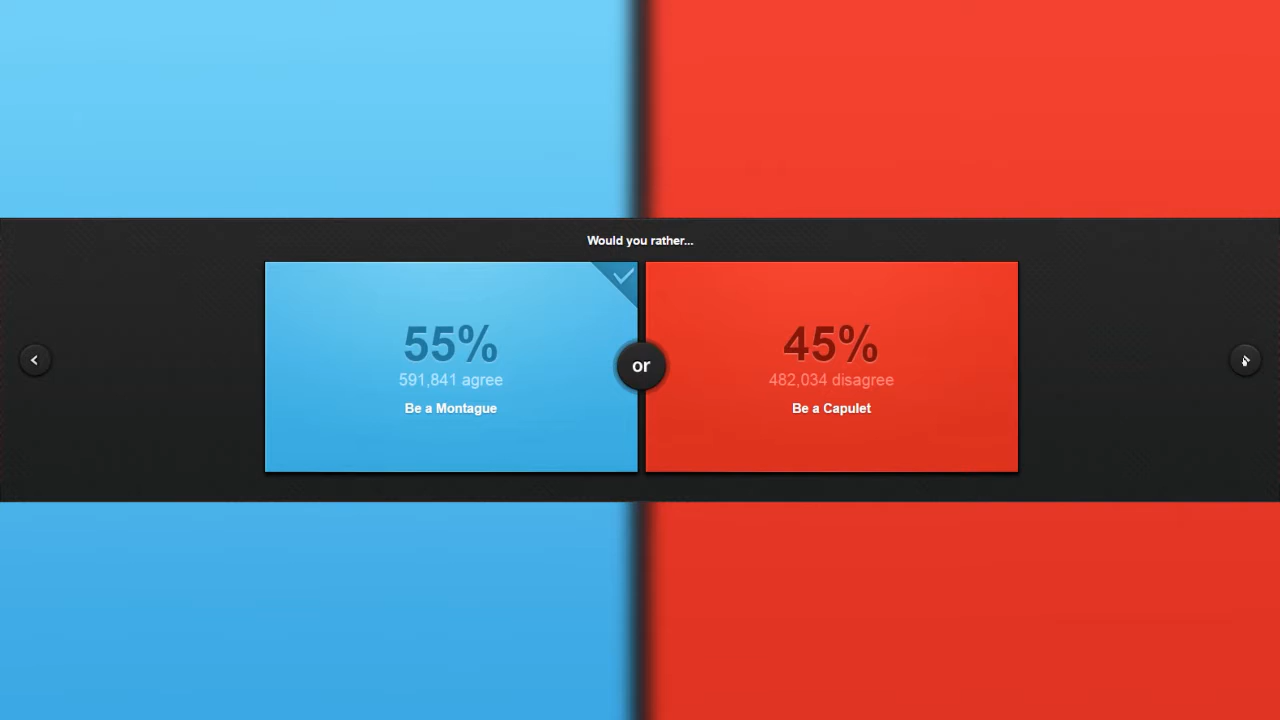 Would you rather...
55%
591,841 agree
Be a Montague
or
45%
482,034 disagree
Be a Capulet